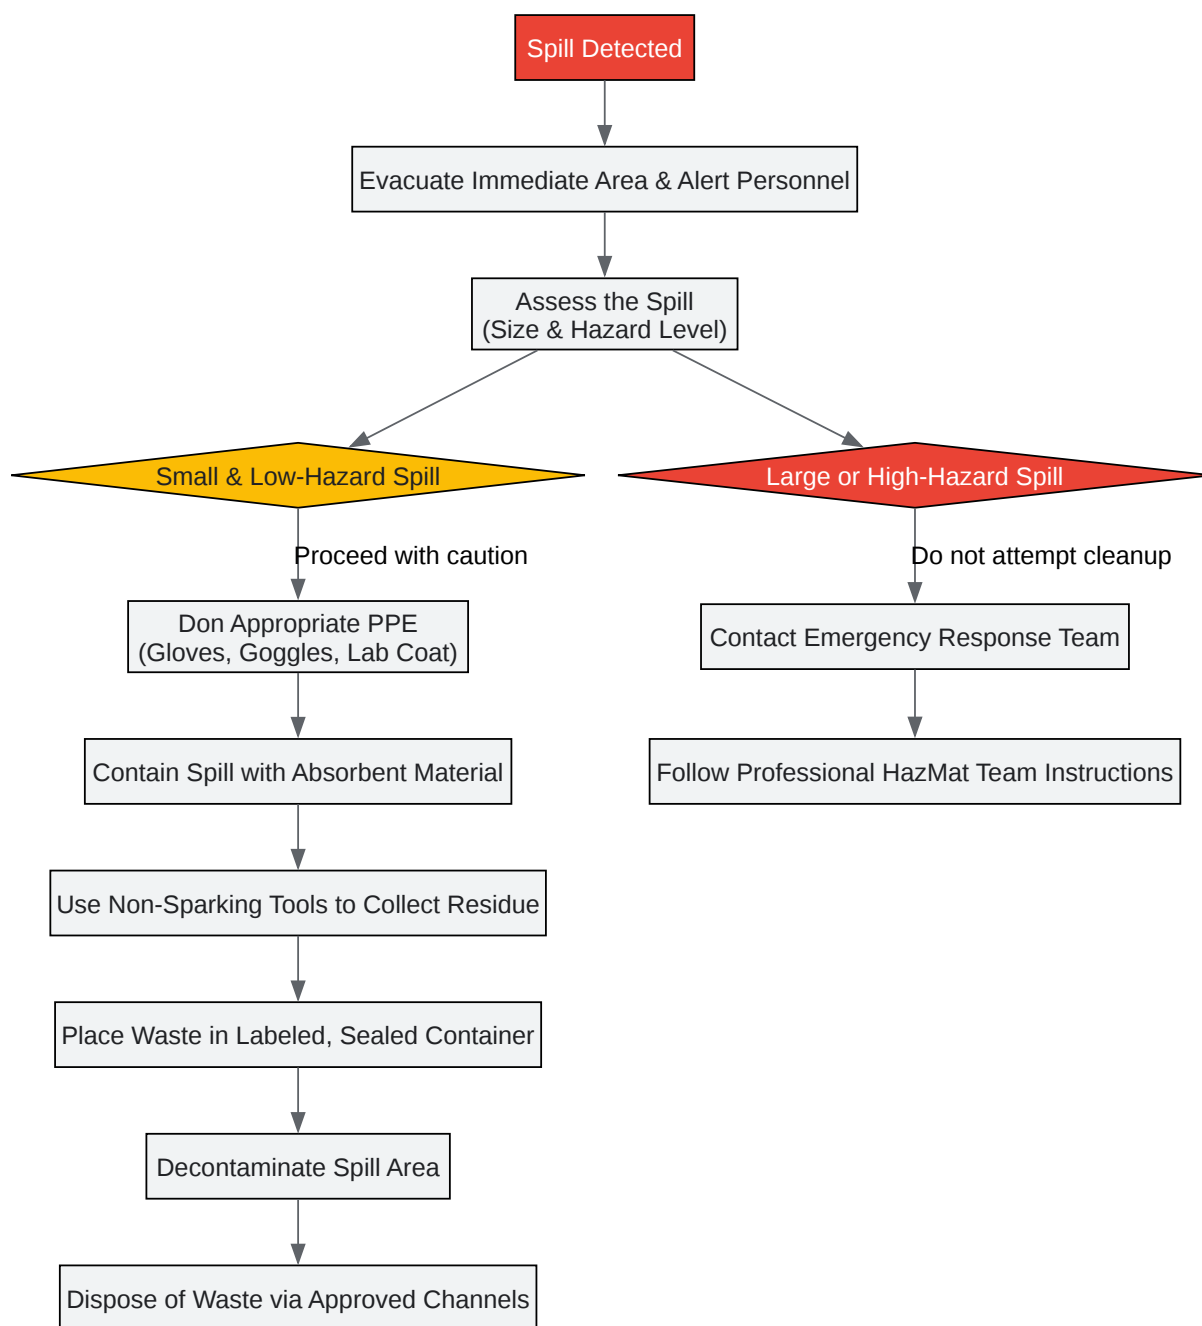 Spill Detected
Evacuate Immediate Area & Alert Personnel
Assess the Spill
(Size & Hazard Level)
Small & Low-Hazard Spill
Large or High-Hazard Spill
Proceed with caution
Do not attempt cleanup
Don Appropriate PPE
(Gloves, Goggles, Lab Coat)
Contact Emergency Response Team
Contain Spill with Absorbent Material
Follow Professional HazMat Team Instructions
Use Non-Sparking Tools to Collect Residue
Place Waste in Labeled, Sealed Container
Decontaminate Spill Area
Dispose of Waste via Approved Channels